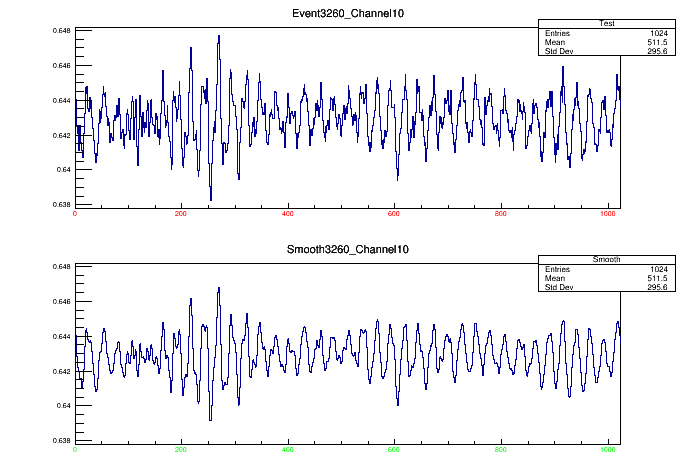 Event3260_Channel10
Test
Entries 1024
Mean 511.5
Std Dev 295.6
0.648
0.646
0.644
0.642
0.64
0.638
0 200 400 600 800 1000
Smooth3260_Channel10
Smooth
Entries 1024
Mean 511.5
Std Dev 295.6
0.648
0.646
0.644
0.642
0.64
0.638
0 200 400 600 800 1000